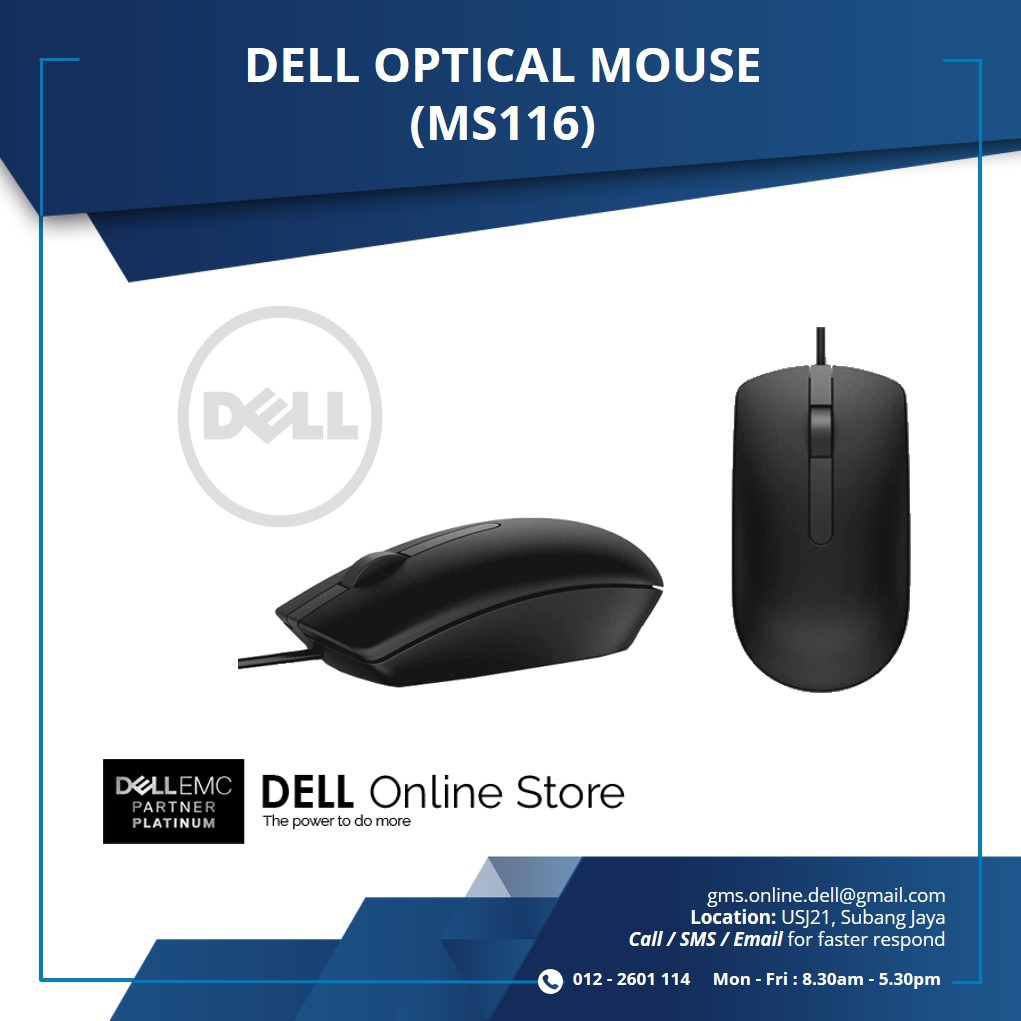 DELL OPTICAL MOUSE
(MS116)
DELL
DELLEMC
PARTNER
PLATINUM
DELL Online Store
The power to do more
gms.online.dell@gmail.com
Location: USJ21, Subang Jaya
Call / SMS / Email for faster respond
012 - 2601 114 Mon - Fri : 8.30am - 5.30pm